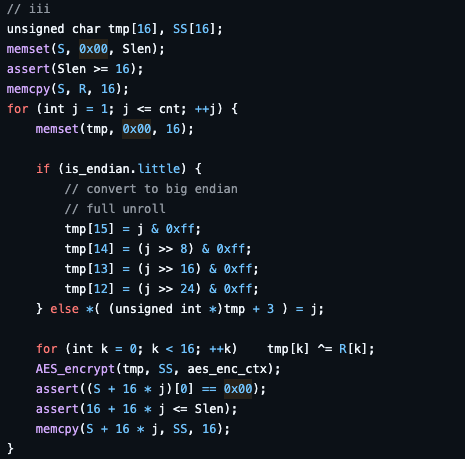 // iii
unsigned char tmp[16], SS[16];
memset(S, 0x00, Slen);
assert(Slen >= 16);
memcpy(S, R, 16);
for (int j = 1; j <= cnt; ++j) {
    memset(tmp, 0x00, 16);

    if (is_endian.little) {
        // convert to big endian
        // full unroll
        tmp[15] = j & 0xff;
        tmp[14] = (j >> 8) & 0xff;
        tmp[13] = (j >> 16) & 0xff;
        tmp[12] = (j >> 24) & 0xff;
    } else *( (unsigned int *)tmp + 3 ) = j;

    for (int k = 0; k < 16; ++k)    tmp[k] ^= R[k];
    AES_encrypt(tmp, SS, aes_enc_ctx);
    assert((S + 16 * j)[0] == 0x00);
    assert(16 + 16 * j <= Slen);
    memcpy(S + 16 * j, SS, 16);
}